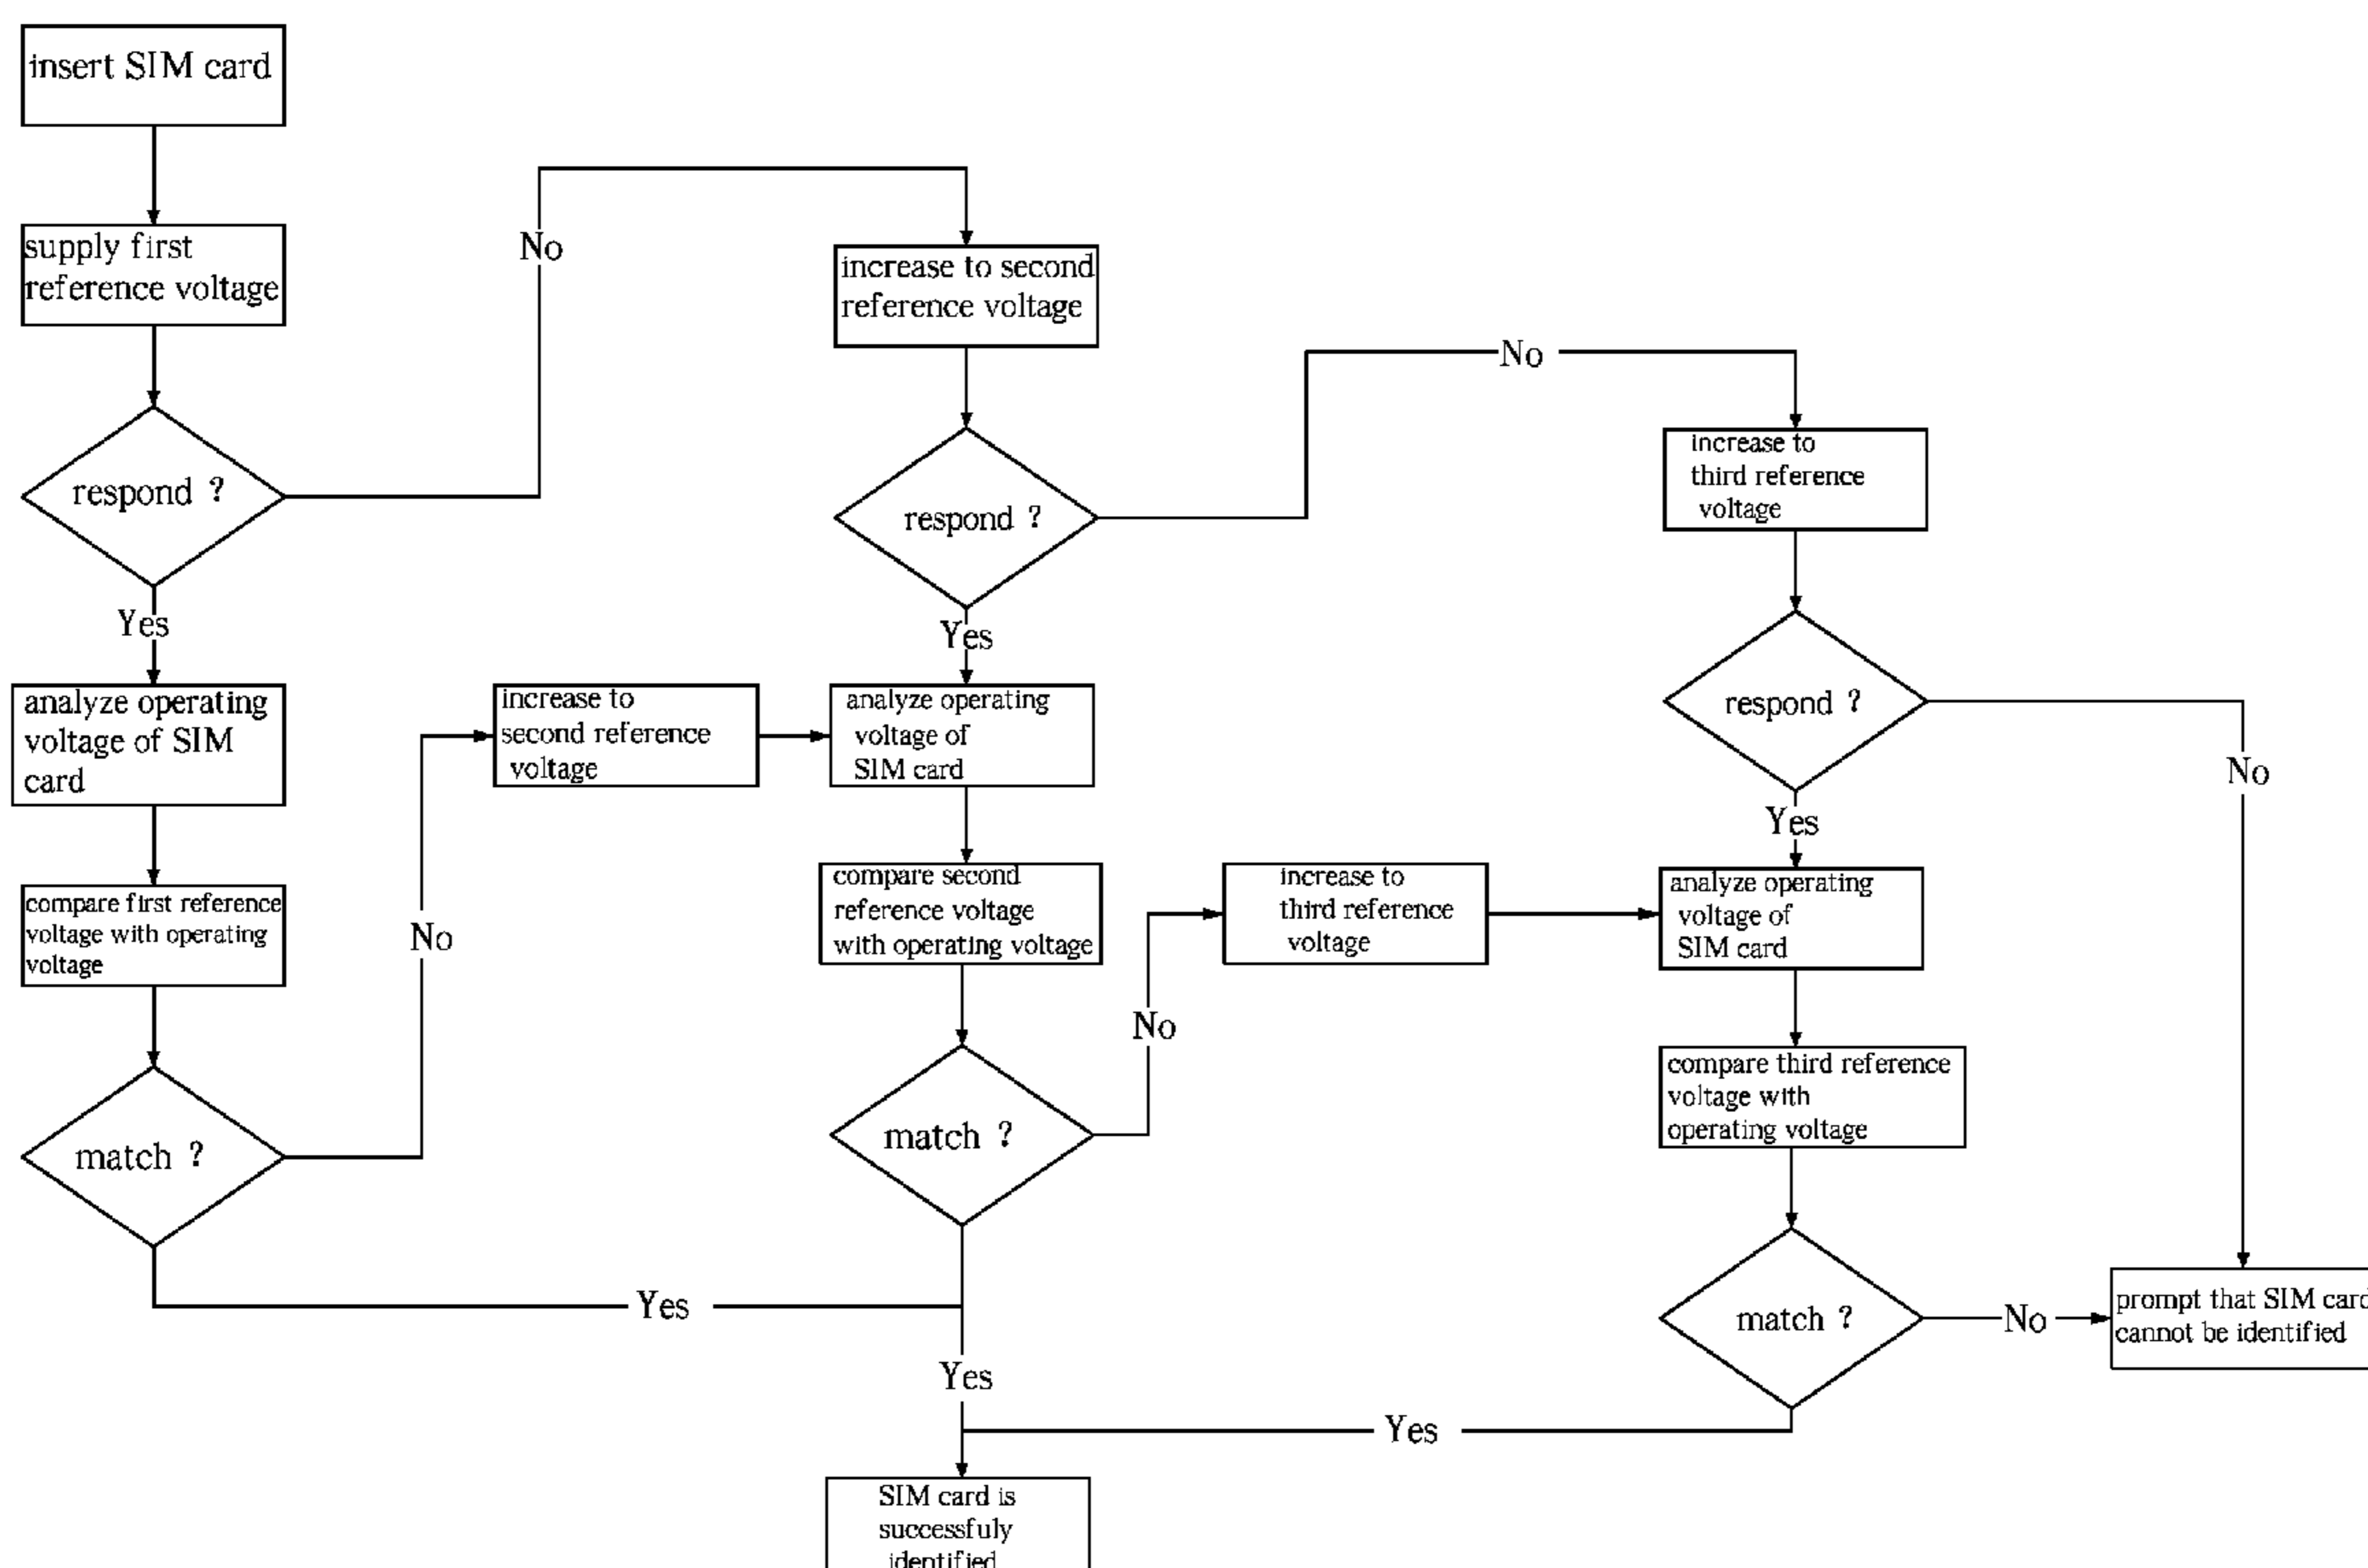 insert SIM card
supply first
reference voltage
respond ?
No
Yes
analyze operating
voltage of SIM
card
compare first reference
voltage with operating
voltage
match ?
No
Yes
increase to
second reference
voltage
increase to second
reference voltage
respond ?
No
Yes
analyze operating
voltage of
SIM card
compare second
reference voltage
with operating voltage
match ?
No
Yes
increase to
third reference
voltage
increase to
third reference
voltage
respond ?
No
Yes
analyze operating
voltage of
SIM card
compare third reference
voltage with
operating voltage
match ?
No
Yes
prompt that SIM card
cannot be identified
SIM card is
successfuly
identified